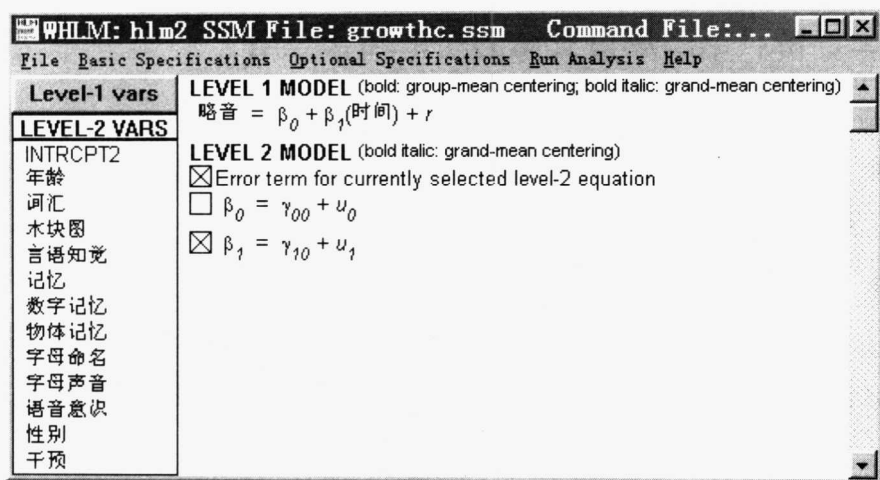 WHLM: hlm2 SSM File: growthc.ssm Command File:...
File Basic Specifications Optional Specifications Run Analysis Help
Level-1 vars
LEVEL-2 VARS
INTRCPT2
年龄
词汇
木块图
言语知觉
记忆
数字记忆
物体记忆
字母命名
字母声音
语音意识
性别
干预
LEVEL 1 MODEL (bold: group-mean centering; bold italic: grand-mean centering)
略音 = β₀ + β₁(时间) + r
LEVEL 2 MODEL (bold italic: grand-mean centering)
☒ Error term for currently selected level-2 equation
☐ β₀ = γ₀₀ + u₀
☒ β₁ = γ₁₀ + u₁